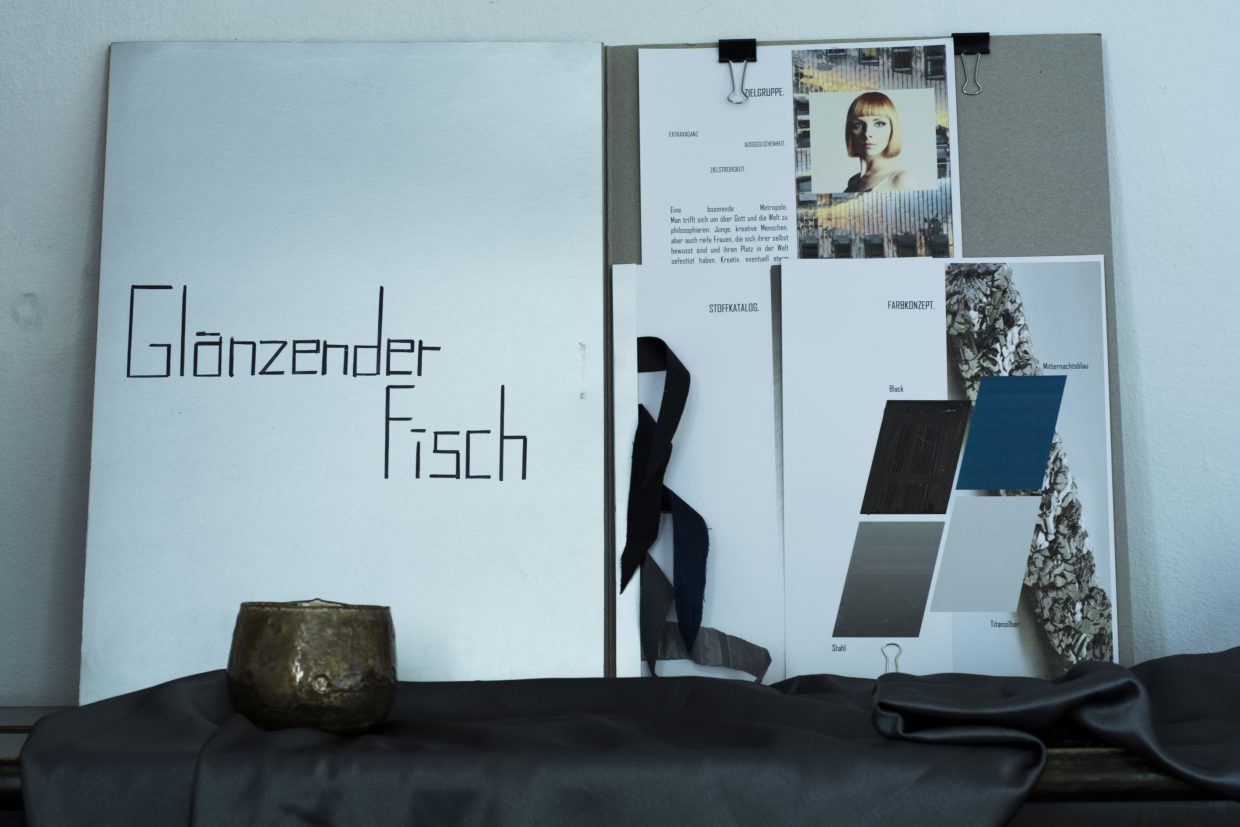 Glänzender
Fisch
ZIELGRUPPE.
EXTRAVAGANZ.
AUSGEGLICHENHEIT.
ZIELSTREBIGKEIT.
Eine boomende Metropole.
Man trifft sich um über Gott und die Welt zu
philosophieren. Junge, kreative Menschen,
aber auch reife Frauen, die sich ihrer selbst
bewusst sind und ihren Platz in der Welt
gefestigt haben. Kreativ, eventuell etwas
STOFFKATALOG.
FARBKONZEPT.
Mitternachtsblau
Black
Titansilber
Stahl